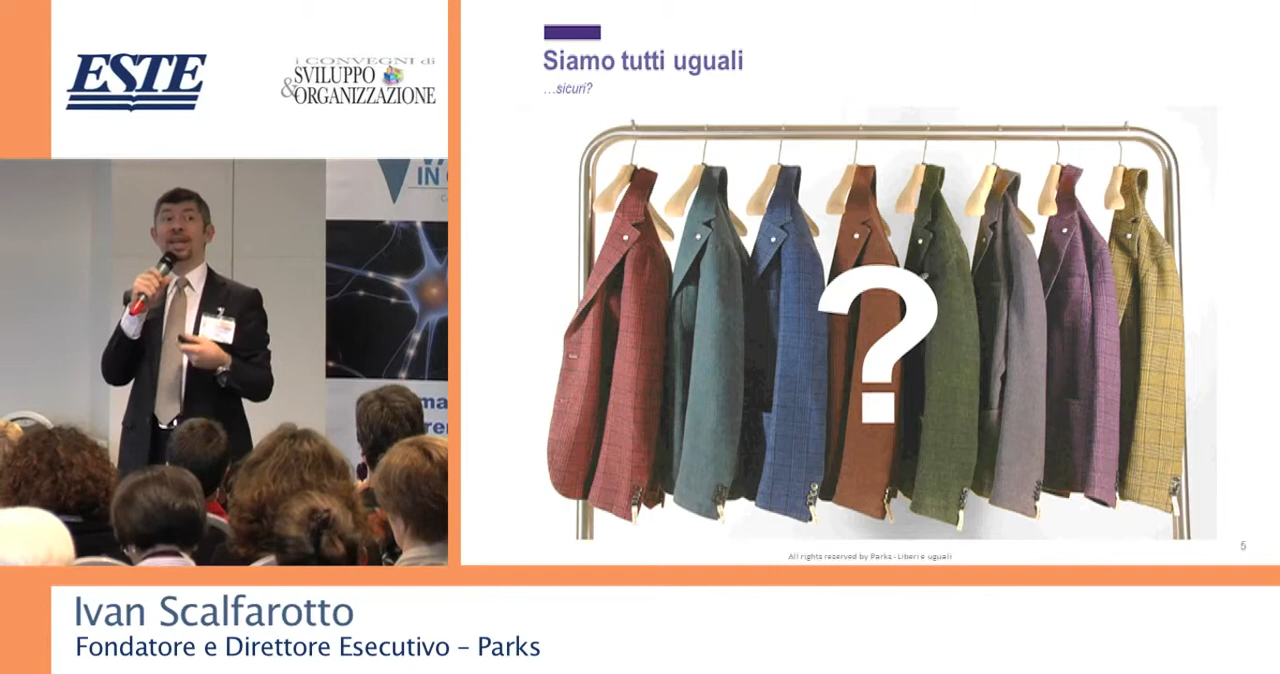 ESTE
i CONVEGNI di
SVILUPPO
&ORGANIZZAZIONE
IN
Siamo tutti uguali
…sicuri?
?
All rights reserved by Parks - Liberi e uguali
5
Ivan Scalfarotto
Fondatore e Direttore Esecutivo – Parks